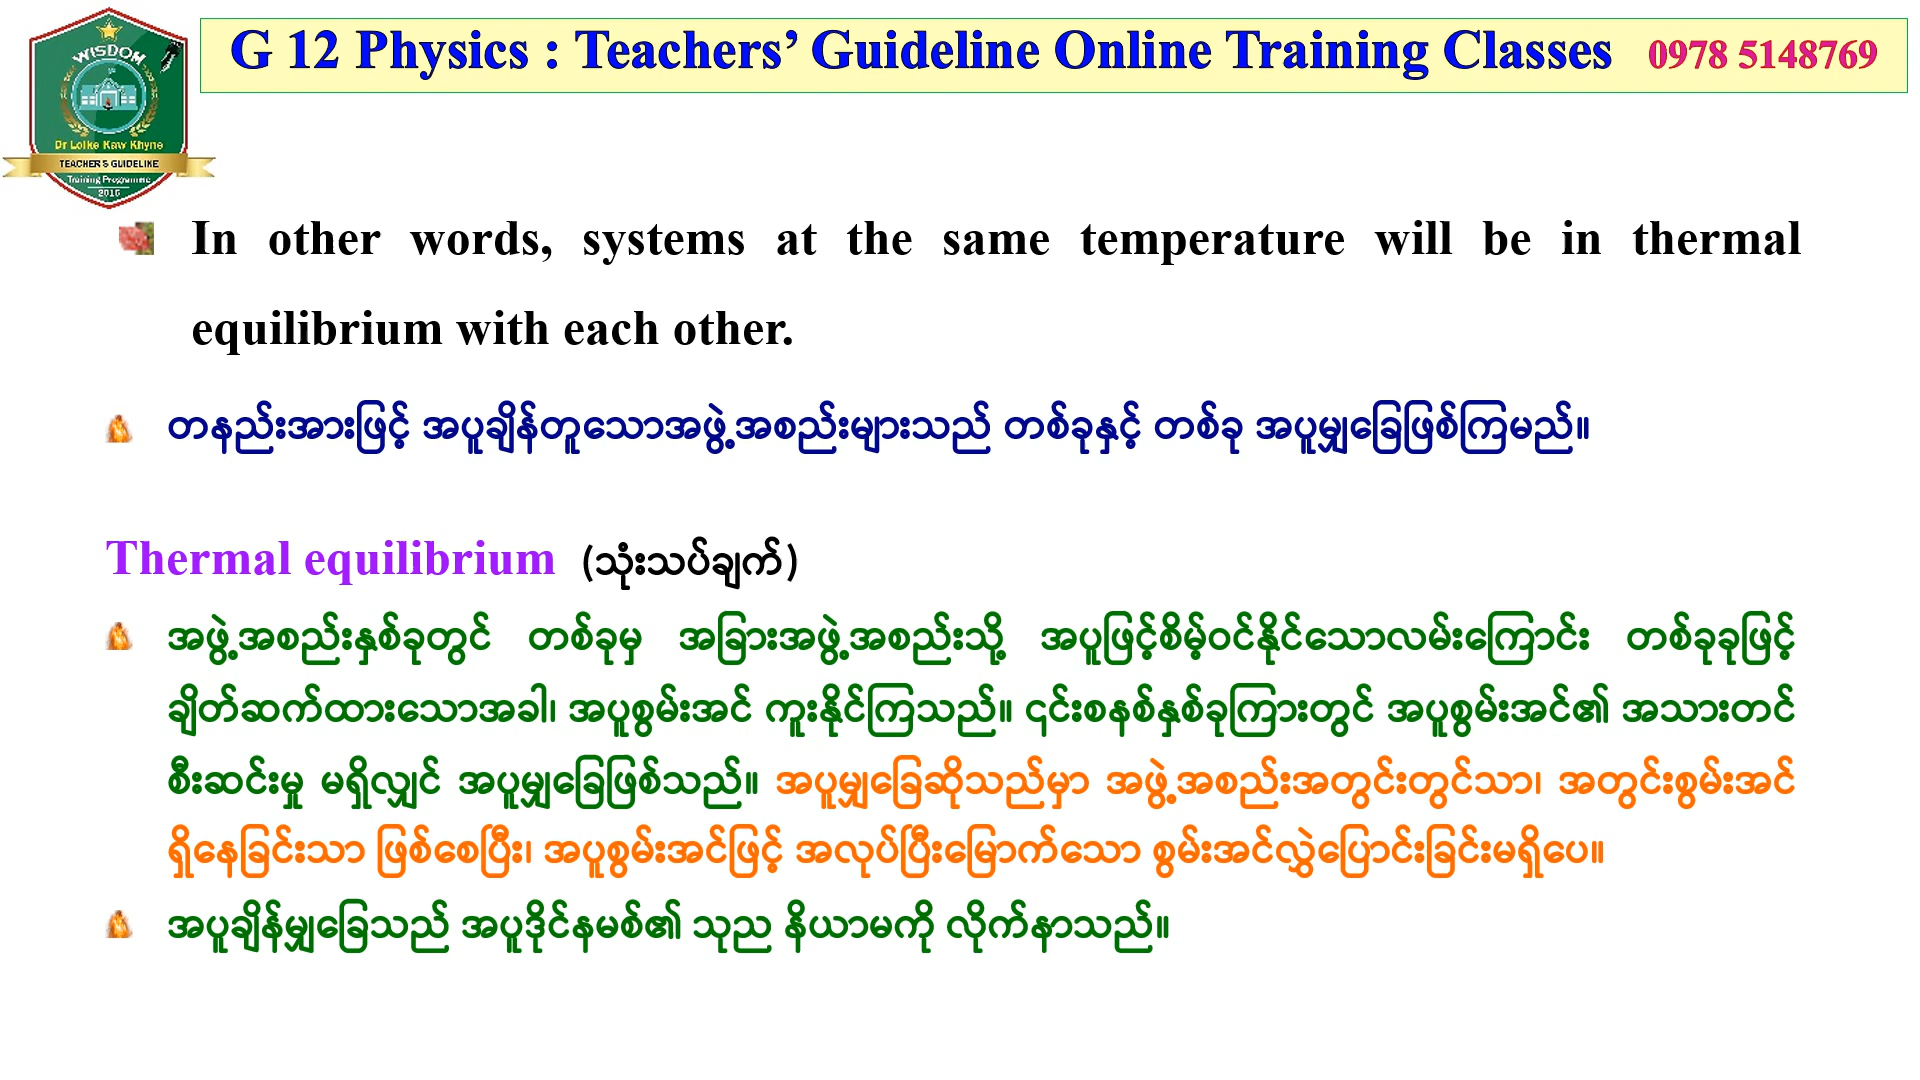 G 12 Physics : Teachers’ Guideline Online Training Classes 0978 5148769
WISDOM
Dr Loike Kaw Khyne
TEACHER'S GUIDELINE
Training Programme
2016
In other words, systems at the same temperature will be in thermal
equilibrium with each other.
တနည်းအားဖြင့် အပူချိန်တူသောအဖွဲ့အစည်းများသည် တစ်ခုနှင့် တစ်ခု အပူမျှခြေဖြစ်ကြမည်။
Thermal equilibrium (သုံးသပ်ချက်)
အဖွဲ့အစည်းနှစ်ခုတွင် တစ်ခုမှ အခြားအဖွဲ့အစည်းသို့ အပူဖြင့်စိမ့်ဝင်နိုင်သောလမ်းကြောင်း တစ်ခုခုဖြင့်
ချိတ်ဆက်ထားသောအခါ၊ အပူစွမ်းအင် ကူးနိုင်ကြသည်။ ၎င်းစနစ်နှစ်ခုကြားတွင် အပူစွမ်းအင်၏ အသားတင်
စီးဆင်းမှု မရှိလျှင် အပူမျှခြေဖြစ်သည်။ အပူမျှခြေဆိုသည်မှာ အဖွဲ့အစည်းအတွင်းတွင်သာ၊ အတွင်းစွမ်းအင်
ရှိနေခြင်းသာ ဖြစ်စေပြီး၊ အပူစွမ်းအင်ဖြင့် အလုပ်ပြီးမြောက်သော စွမ်းအင်လွှဲပြောင်းခြင်းမရှိပေ။
အပူချိန်မျှခြေသည် အပူဒိုင်နမစ်၏ သုည နိယာမကို လိုက်နာသည်။